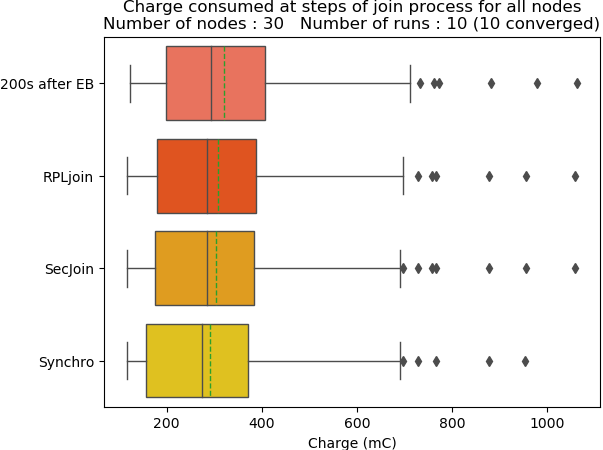 Charge consumed at steps of join process for all nodes
Number of nodes : 30   Number of runs : 10 (10 converged)
200s after EB
RPLjoin
SecJoin
Synchro
200 400 600 800 1000
Charge (mC)